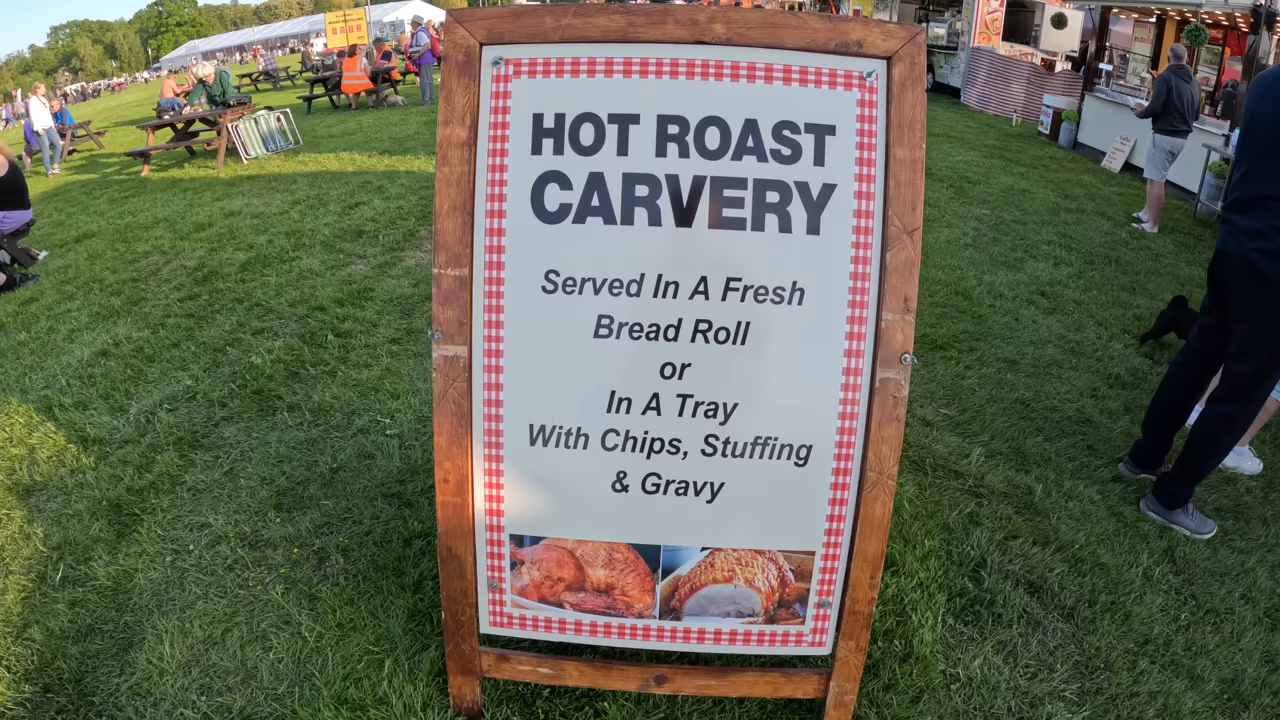 HOT ROAST
CARVERY
Served In A Fresh
Bread Roll
or
In A Tray
With Chips, Stuffing
& Gravy